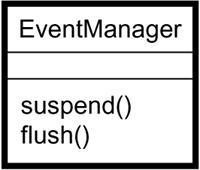 EventManager
suspend()
flush()